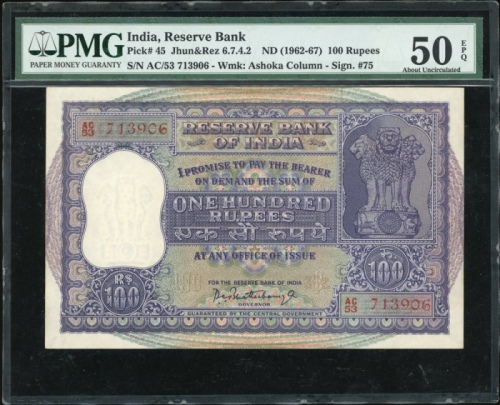 PMG
PAPER MONEY GUARANTY
India, Reserve Bank
Pick# 45 Jhun&Rez 6.7.4.2 ND (1962-67) 100 Rupees
S/N AC/53 713906 - Wmk: Ashoka Column - Sign. #75
50 EPQ
About Uncirculated
AC/53 713906
RESERVE BANK
OF INDIA
I PROMISE TO PAY THE BEARER
ON DEMAND THE SUM OF
ONE HUNDRED
RUPEES
एक सौ रुपये
AT ANY OFFICE OF ISSUE
FOR THE RESERVE BANK OF INDIA
GOVERNOR
GUARANTEED BY THE CENTRAL GOVERNMENT
RS
100
100
AC/53 713906